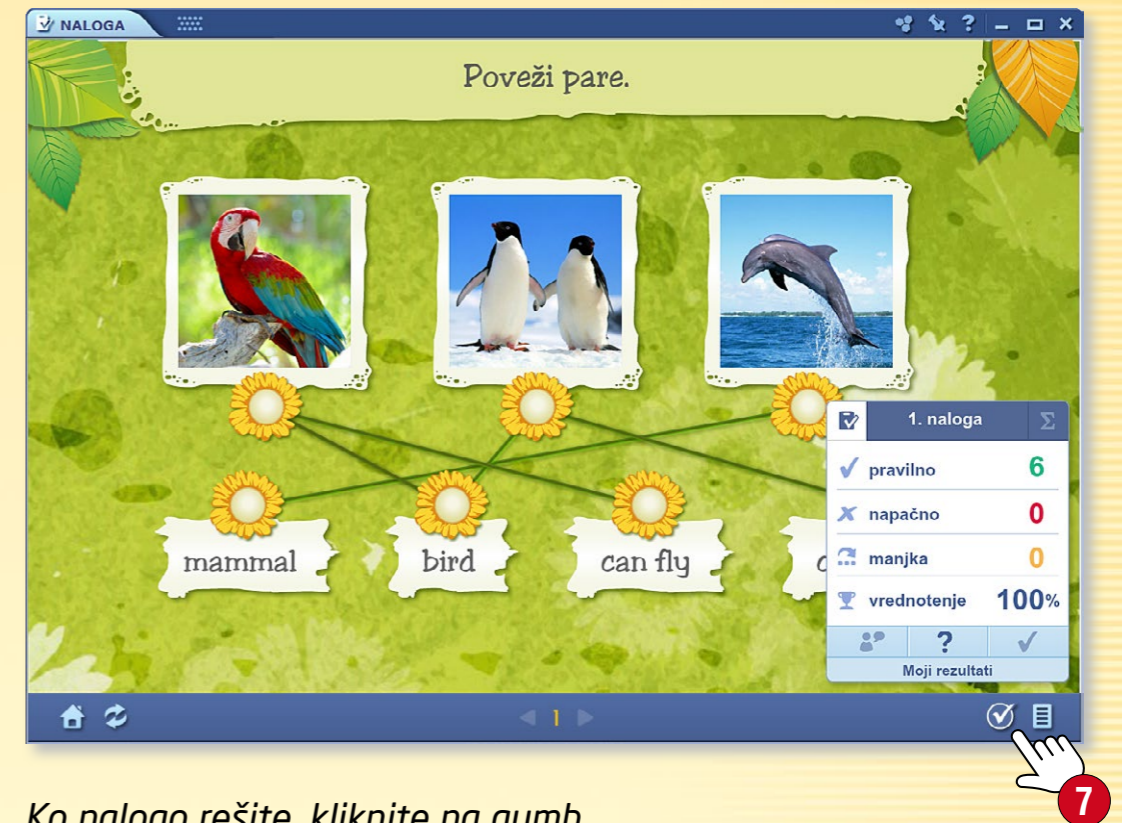 NALOGA
?
Poveži pare.
1. naloga Σ
pravilno 6
napačno 0
manjka 0
vrednotenje 100%
?
Moji rezultati
mammal
bird
can fly
1
7
Ko nalogo rešite, kliknite na gumb